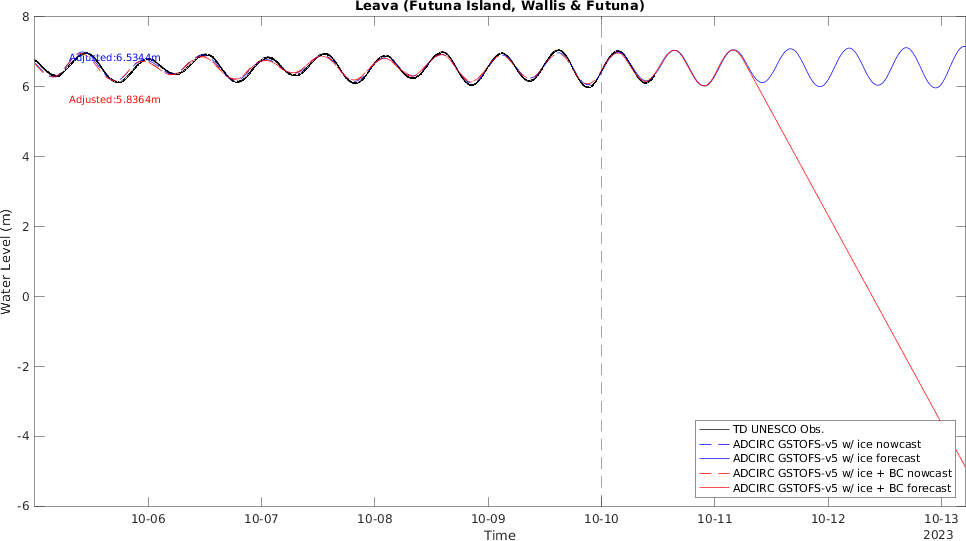 Leava (Futuna Island, Wallis & Futuna)
8
6
4
2
0
-2
-4
-6
Water Level (m)
Adjusted:6.5344m
Adjusted:5.8364m
TD UNESCO Obs.
ADCIRC GSTOFS-v5 w/ ice nowcast
ADCIRC GSTOFS-v5 w/ ice forecast
ADCIRC GSTOFS-v5 w/ ice + BC nowcast
ADCIRC GSTOFS-v5 w/ ice + BC forecast
10-06 10-07 10-08 10-09 10-10 10-11 10-12 10-13
2023
Time